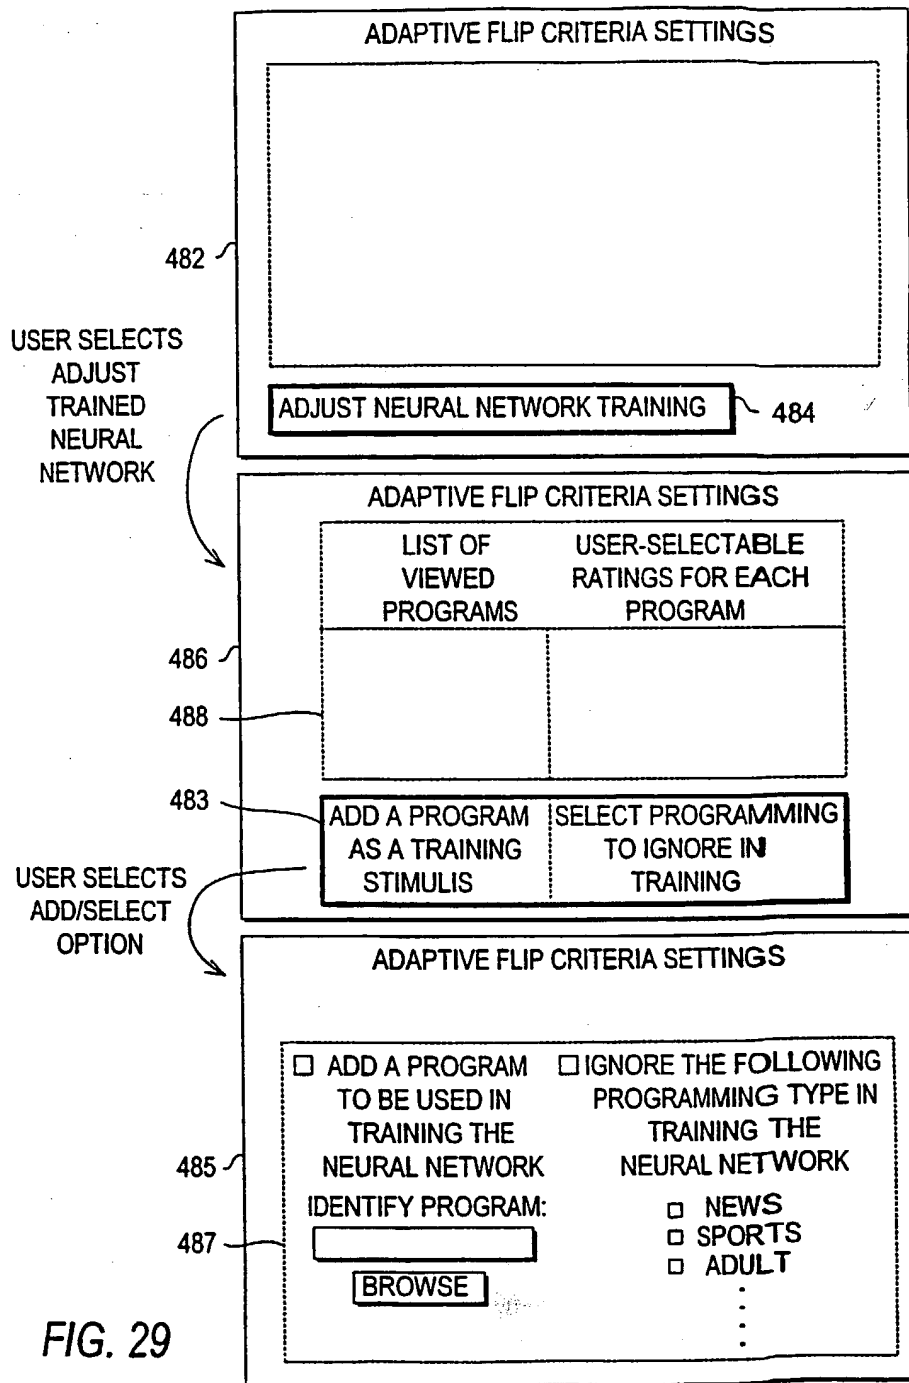 ADAPTIVE FLIP CRITERIA SETTINGS
482
USER SELECTS
ADJUST
TRAINED
NEURAL
NETWORK
ADJUST NEURAL NETWORK TRAINING
484
ADAPTIVE FLIP CRITERIA SETTINGS
LIST OF
VIEWED
PROGRAMS
USER-SELECTABLE
RATINGS FOR EACH
PROGRAM
486
488
483
ADD A PROGRAM
AS A TRAINING
STIMULIS
SELECT PROGRAMMING
TO IGNORE IN
TRAINING
USER SELECTS
ADD/SELECT
OPTION
ADAPTIVE FLIP CRITERIA SETTINGS
ADD A PROGRAM
TO BE USED IN
TRAINING THE
NEURAL NETWORK
IDENTIFY PROGRAM:
BROWSE
IGNORE THE FOLLOWING
PROGRAMMING TYPE IN
TRAINING THE
NEURAL NETWORK
NEWS
SPORTS
ADULT
485
487
FIG. 29